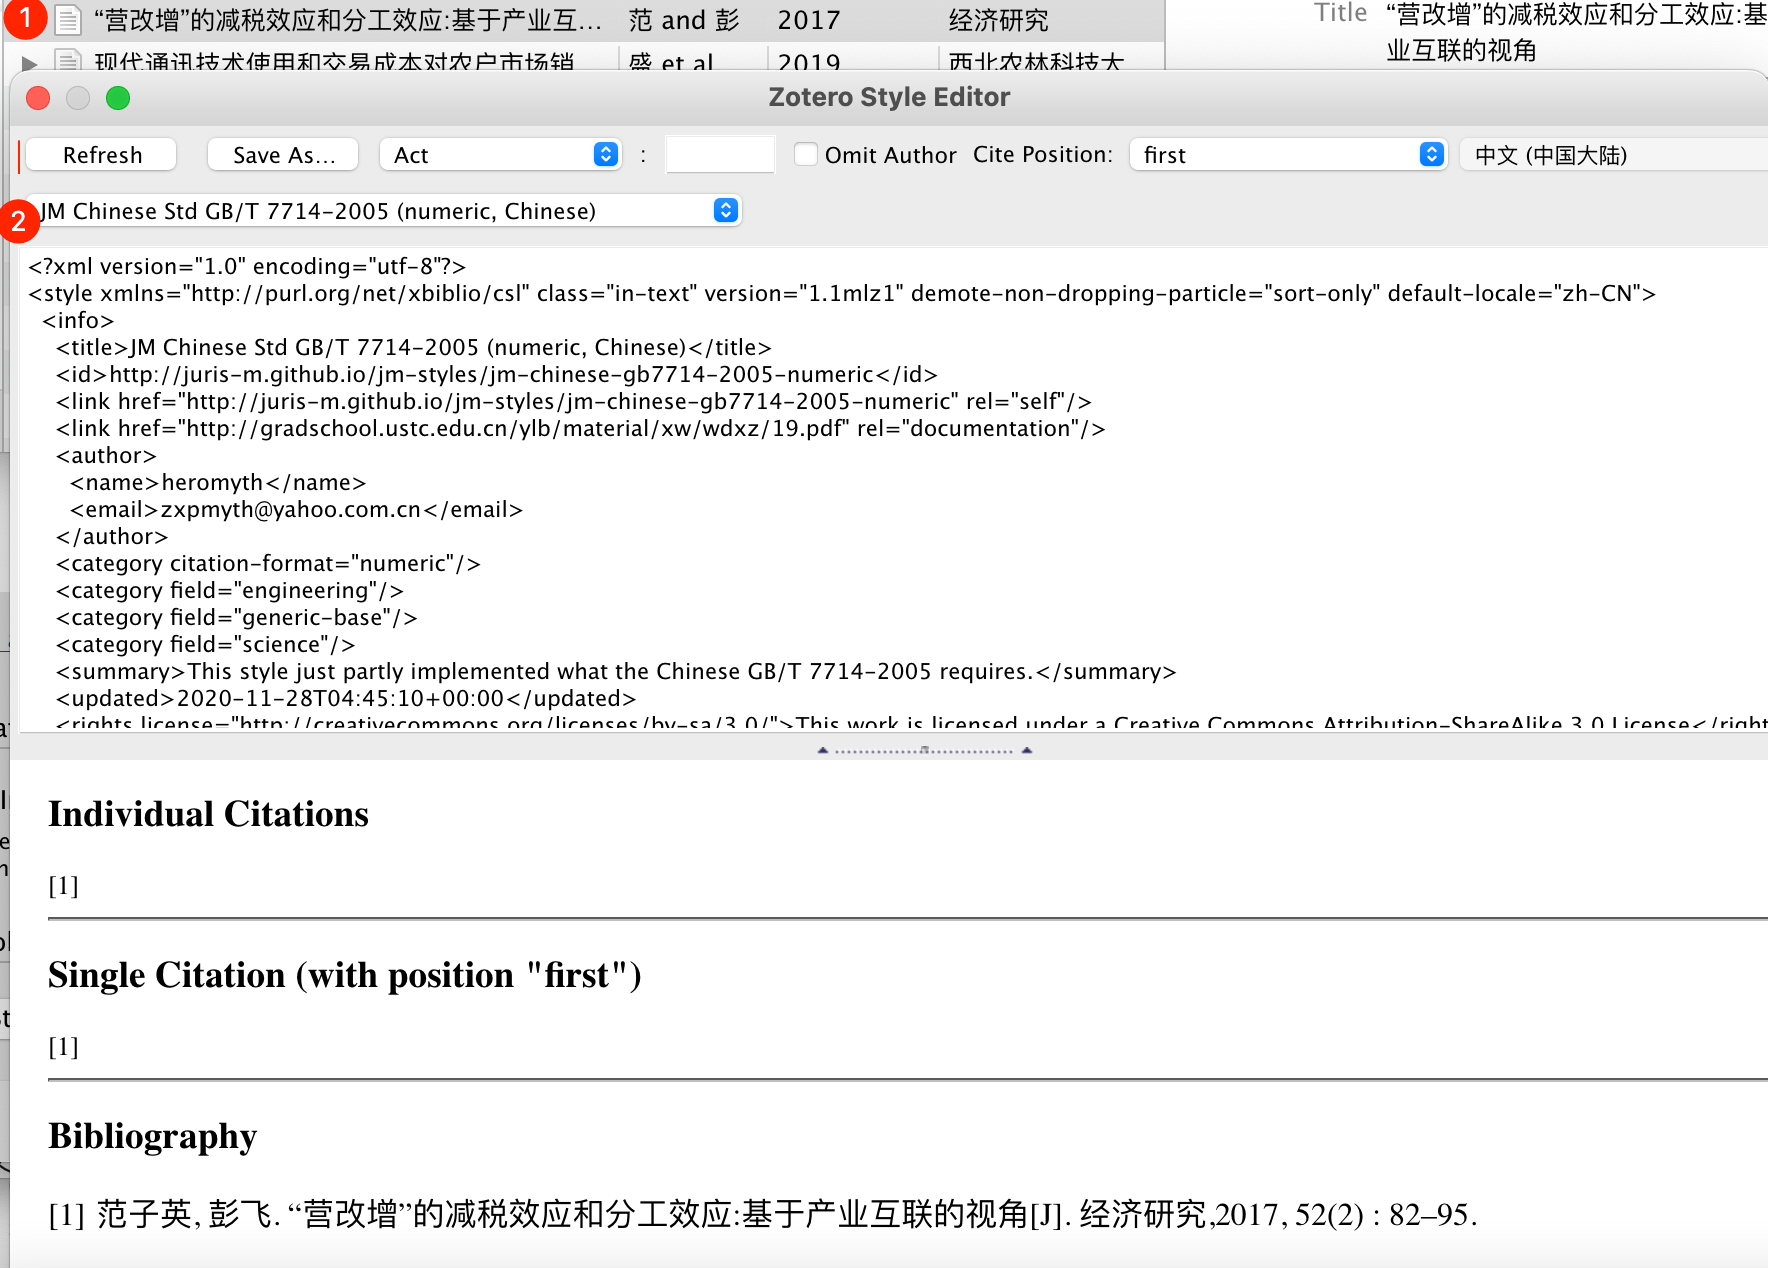 1 “营改增”的减税效应和分工效应:基于产业互… 范 and 彭 2017 经济研究
Title “营改增”的减税效应和分工效应:基
业互联的视角
现代通讯技术使用和交易成本对农户市场销 盛 et al 2019 西北农林科技大
Zotero Style Editor
Refresh Save As... Act : Omit Author Cite Position: first 中文 (中国大陆)
2 JM Chinese Std GB/T 7714-2005 (numeric, Chinese)
<?xml version="1.0" encoding="utf-8"?>
<style xmlns="http://purl.org/net/xbiblio/csl" class="in-text" version="1.1mlz1" demote-non-dropping-particle="sort-only" default-locale="zh-CN">
<info>
<title>JM Chinese Std GB/T 7714-2005 (numeric, Chinese)</title>
<id>http://juris-m.github.io/jm-styles/jm-chinese-gb7714-2005-numeric</id>
<link href="http://juris-m.github.io/jm-styles/jm-chinese-gb7714-2005-numeric" rel="self"/>
<link href="http://gradschool.ustc.edu.cn/ylb/material/xw/wdxz/19.pdf" rel="documentation"/>
<author>
<name>heromyth</name>
<email>zxpmyth@yahoo.com.cn</email>
</author>
<category citation-format="numeric"/>
<category field="engineering"/>
<category field="generic-base"/>
<category field="science"/>
<summary>This style just partly implemented what the Chinese GB/T 7714-2005 requires.</summary>
<updated>2020-11-28T04:45:10+00:00</updated>
<rights license="http://creativecommons.org/licenses/by-sa/3.0/">This work is licensed under a Creative Commons Attribution-ShareAlike 3.0 License</right
Individual Citations
[1]
Single Citation (with position "first")
[1]
Bibliography
[1] 范子英, 彭飞. “营改增”的减税效应和分工效应:基于产业互联的视角[J]. 经济研究,2017, 52(2) : 82–95.